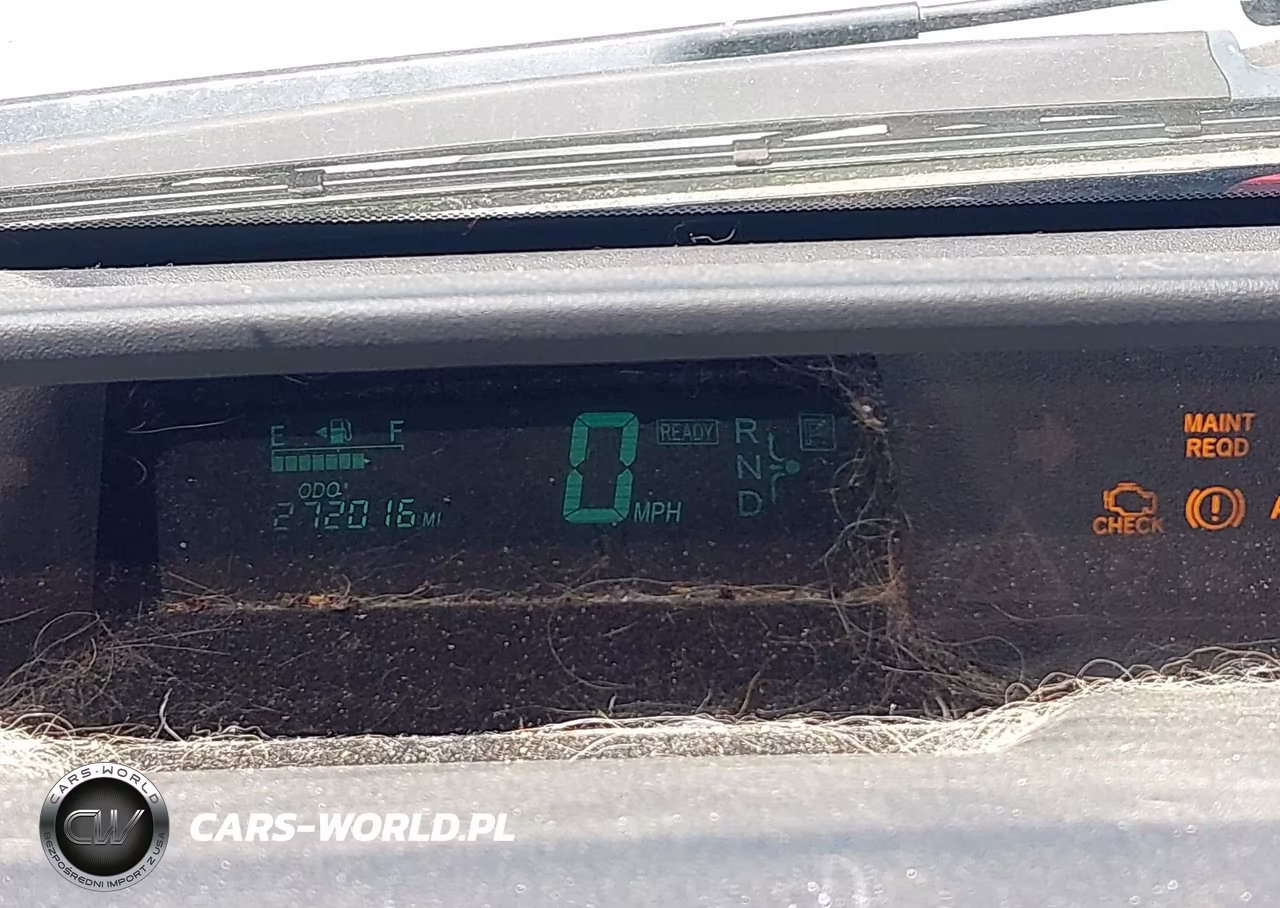 E F
ODO
272016 MI
0 MPH
READY
R
N
D
P
MAINT
REQD
CHECK
CARS-WORLD
CW
BEZPOŚREDNI IMPORT Z USA
CARS-WORLD.PL